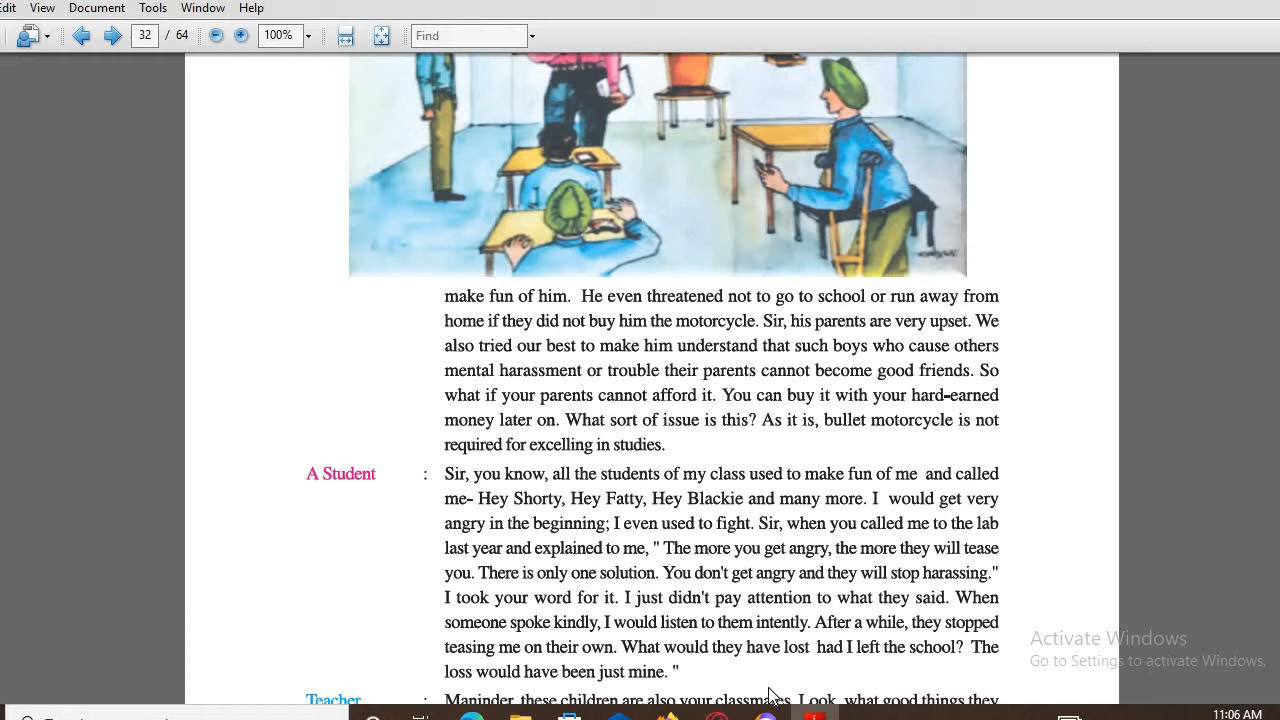 Edit View Document Tools Window Help
32 / 64 100% Find
make fun of him. He even threatened not to go to school or run away from
home if they did not buy him the motorcycle. Sir, his parents are very upset. We
also tried our best to make him understand that such boys who cause others
mental harassment or trouble their parents cannot become good friends. So
what if your parents cannot afford it. You can buy it with your hard-earned
money later on. What sort of issue is this? As it is, bullet motorcycle is not
required for excelling in studies.
A Student : Sir, you know, all the students of my class used to make fun of me and called
me- Hey Shorty, Hey Fatty, Hey Blackie and many more. I would get very
angry in the beginning; I even used to fight. Sir, when you called me to the lab
last year and explained to me, " The more you get angry, the more they will tease
you. There is only one solution. You don't get angry and they will stop harassing."
I took your word for it. I just didn't pay attention to what they said. When
someone spoke kindly, I would listen to them intently. After a while, they stopped
teasing me on their own. What would they have lost had I left the school? The
loss would have been just mine. "
Teacher : Maninder, these children are also your classmates. Look, what good things they
Activate Windows
Go to Settings to activate Windows.
11:06 AM